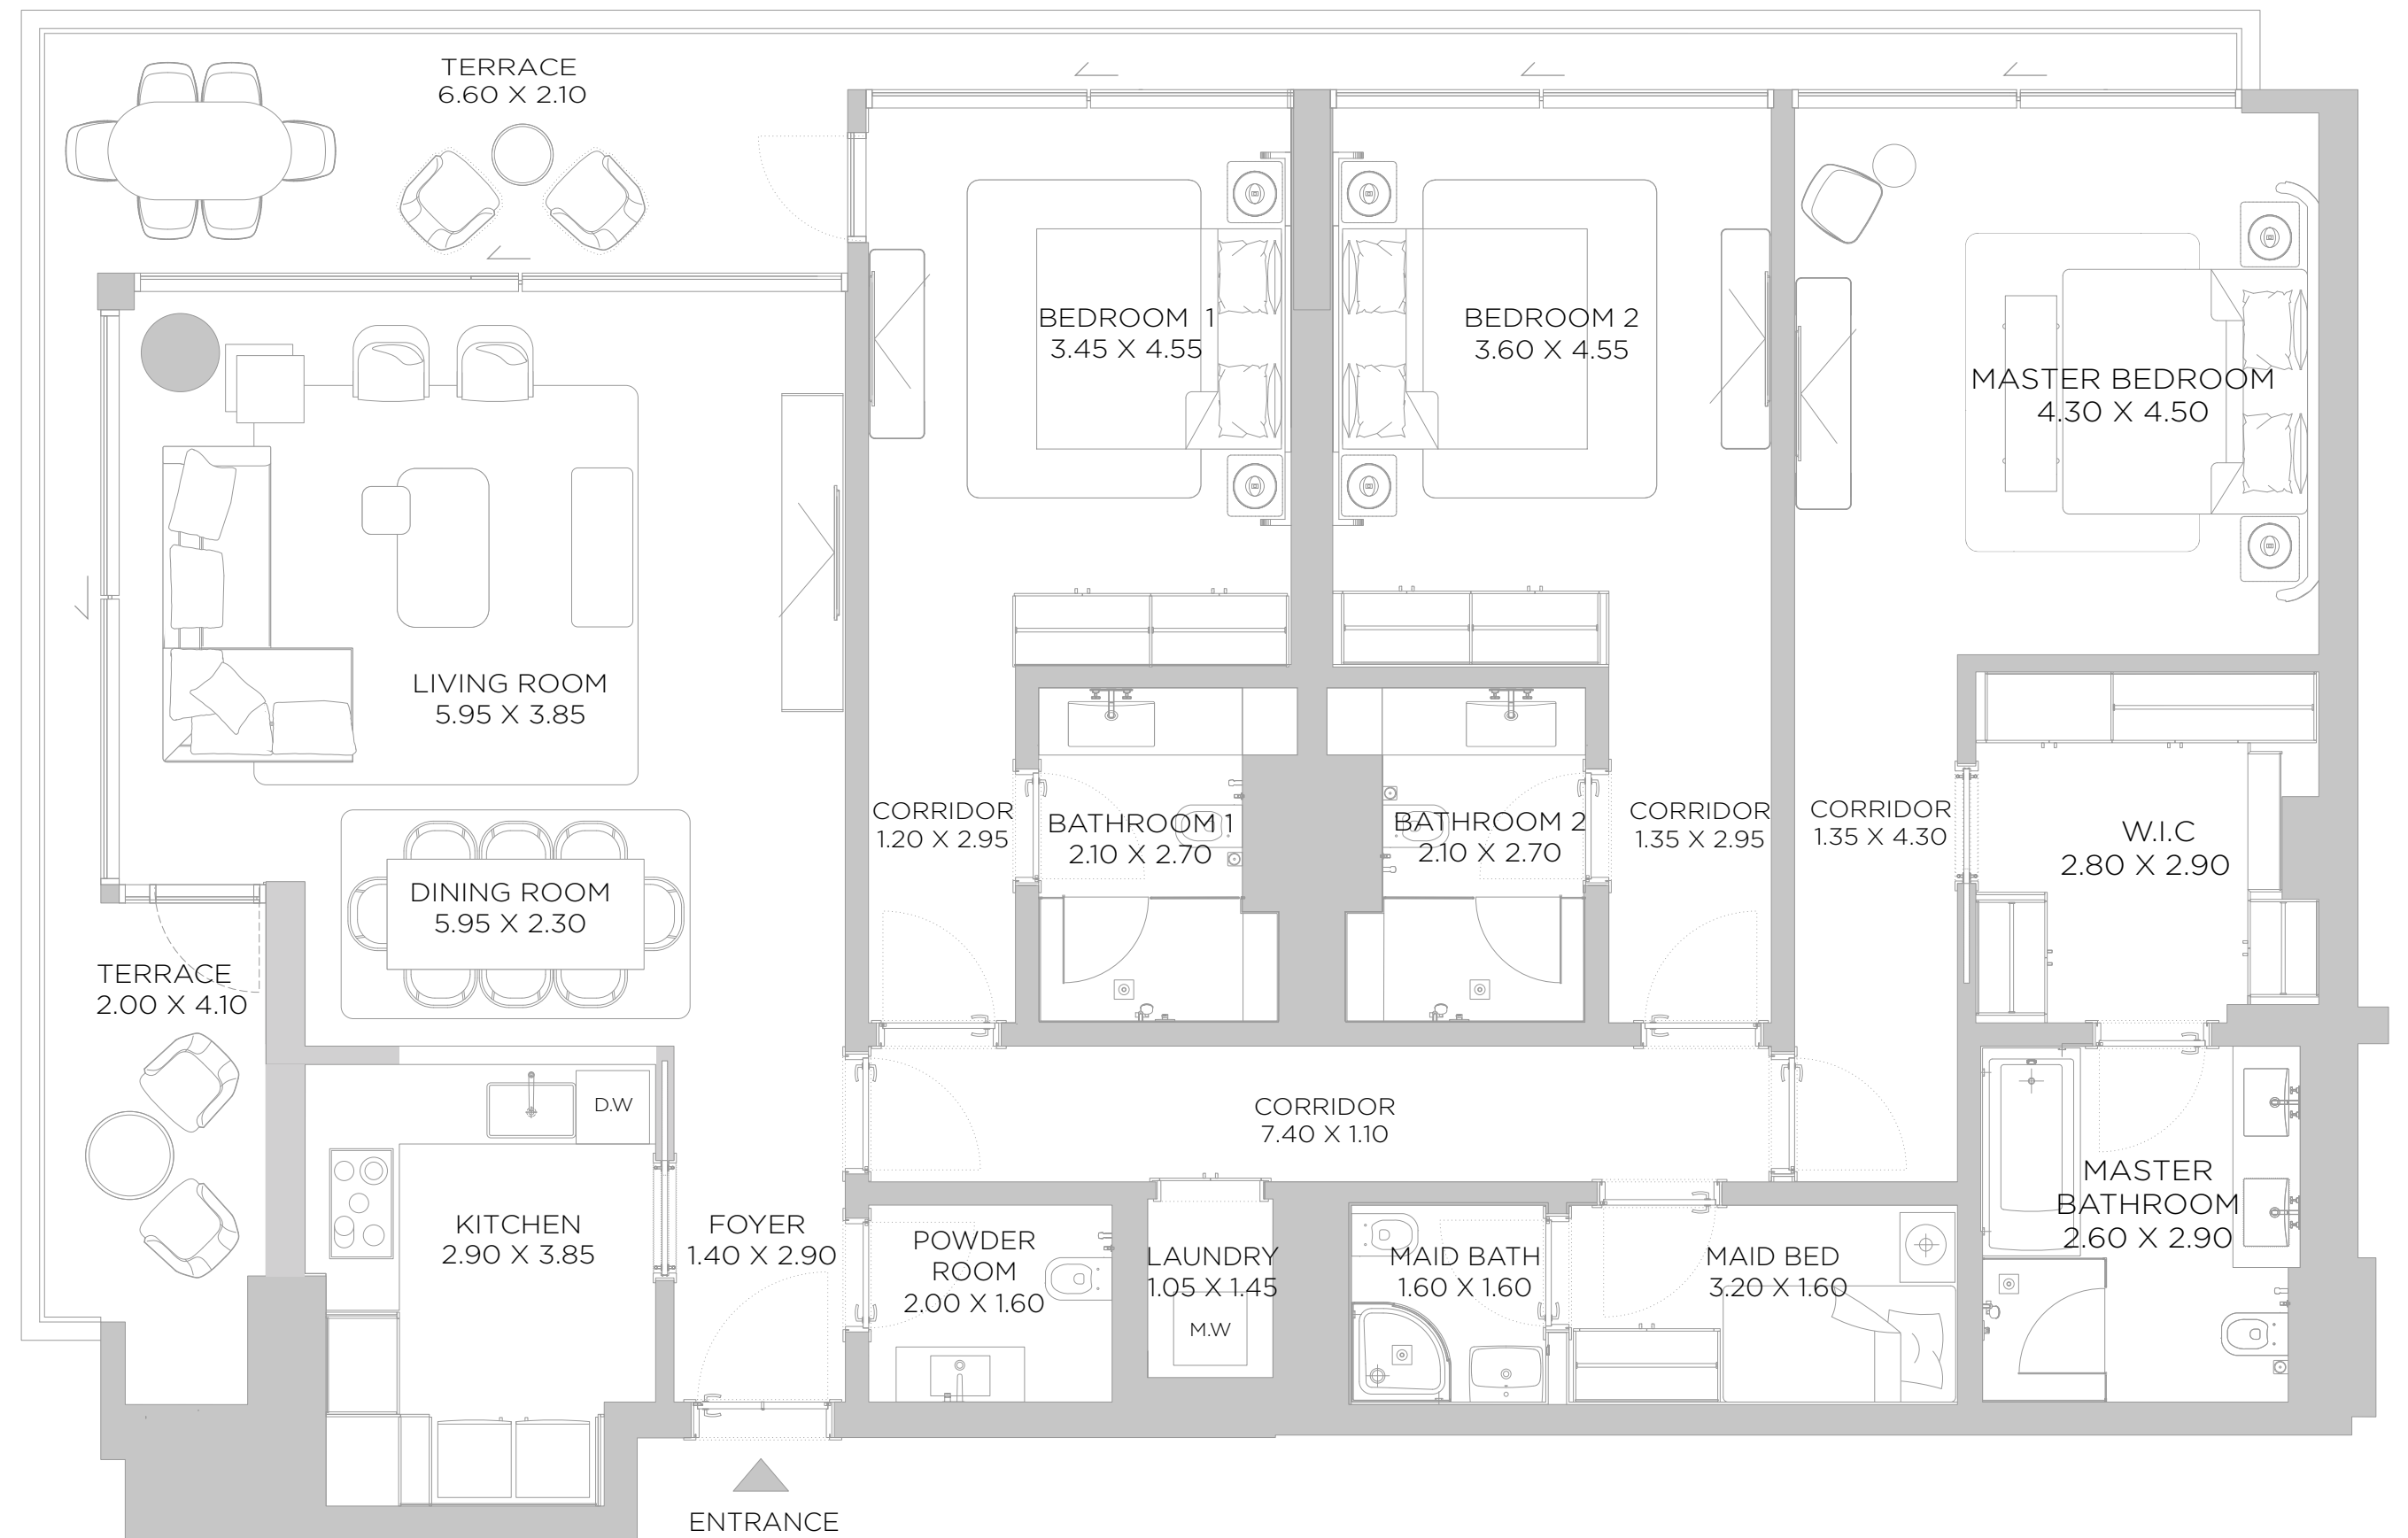 TERRACE
6.60 X 2.10
BEDROOM 1
3.45 X 4.55
BEDROOM 2
3.60 X 4.55
MASTER BEDROOM
4.30 X 4.50
LIVING ROOM
5.95 X 3.85
CORRIDOR
1.20 X 2.95
BATHROOM 1
2.10 X 2.70
BATHROOM 2
2.10 X 2.70
CORRIDOR
1.35 X 2.95
CORRIDOR
1.35 X 4.30
W.I.C
2.80 X 2.90
DINING ROOM
5.95 X 2.30
TERRACE
2.00 X 4.10
D.W
CORRIDOR
7.40 X 1.10
KITCHEN
2.90 X 3.85
FOYER
1.40 X 2.90
POWDER
ROOM
2.00 X 1.60
LAUNDRY
1.05 X 1.45
M.W
MAID BATH
1.60 X 1.60
MAID BED
3.20 X 1.60
MASTER
BATHROOM
2.60 X 2.90
ENTRANCE